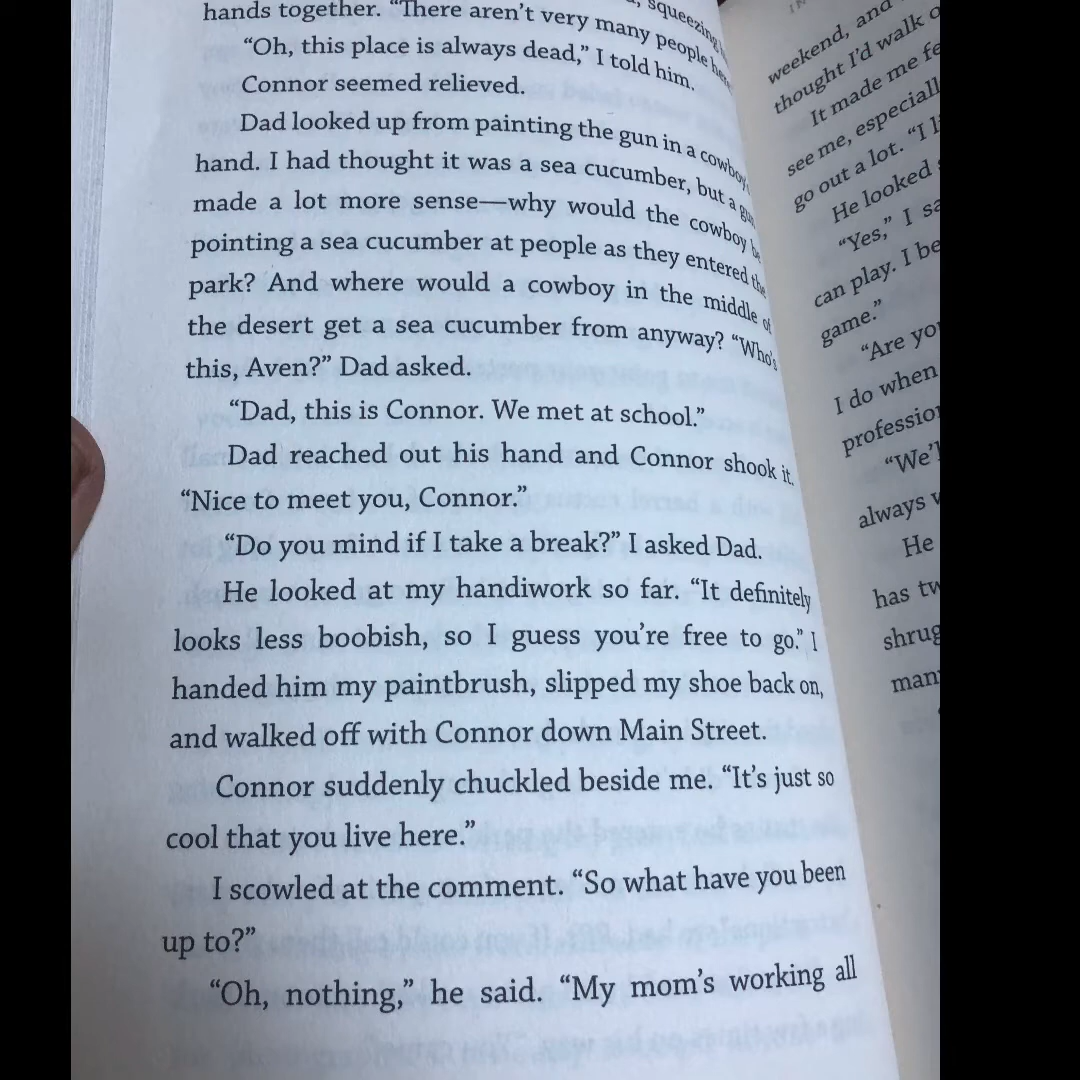 squeezing
hands together. “There aren’t very many people
“Oh, this place is always dead,” I told him.
Connor seemed relieved.
Dad looked up from painting the gun in a cowboy’s
hand. I had thought it was a sea cucumber, but a gun
made a lot more sense—why would the cowboy be
pointing a sea cucumber at people as they entered the
park? And where would a cowboy in the middle of
the desert get a sea cucumber from anyway? “Who’s
this, Aven?” Dad asked.
“Dad, this is Connor. We met at school.”
Dad reached out his hand and Connor shook it.
“Nice to meet you, Connor.”
“Do you mind if I take a break?” I asked Dad.
He looked at my handiwork so far. “It definitely
looks less boobish, so I guess you’re free to go.” I
handed him my paintbrush, slipped my shoe back on,
and walked off with Connor down Main Street.
Connor suddenly chuckled beside me. “It’s just so
cool that you live here.”
I scowled at the comment. “So what have you been
up to?”
“Oh, nothing,” he said. “My mom’s working all
weekend, and
thought I’d walk
It made me
see me,
go out a lot. “I
He looked
“Yes,” I
can play. I
game.”
“Are
I do when
“We’ll
always
He
has